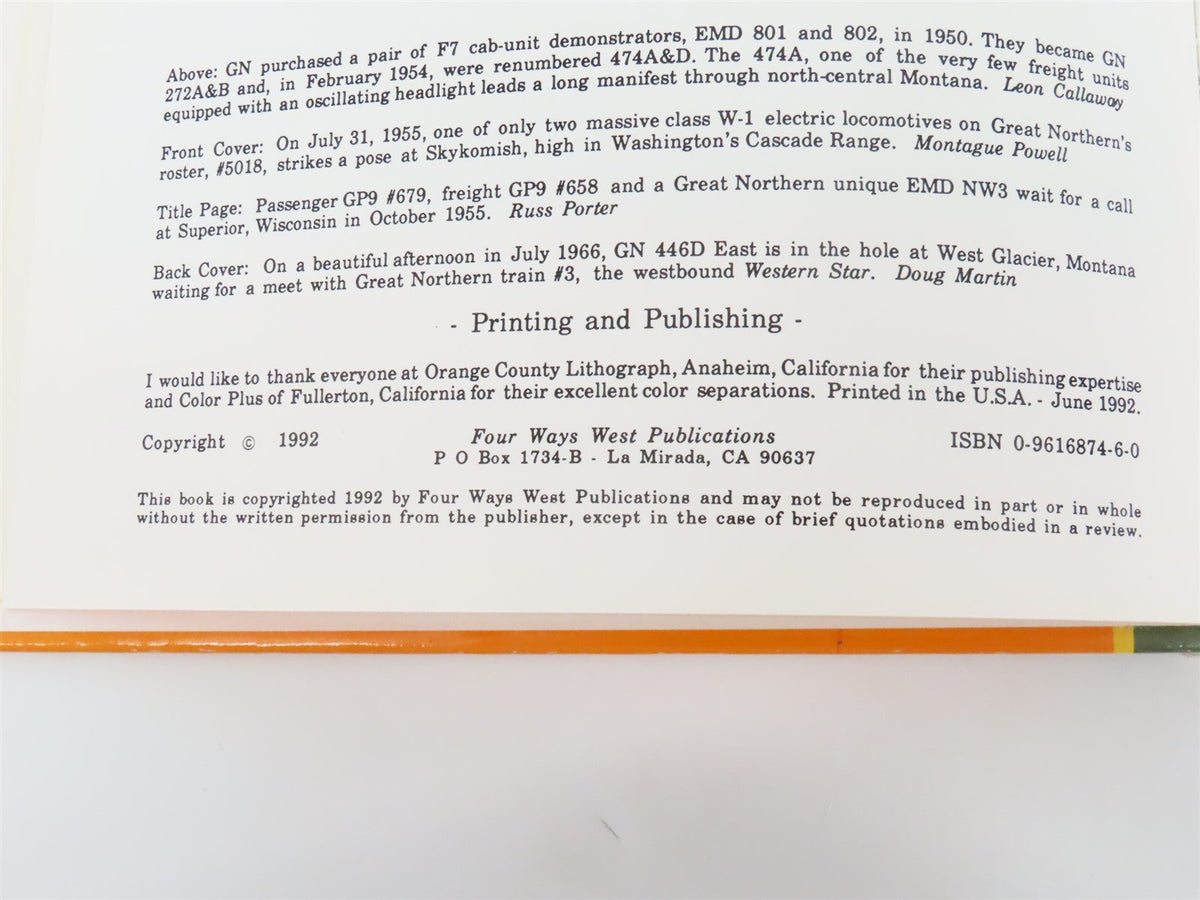 Above: GN purchased a pair of F7 cab-unit demonstrators, EMD 801 and 802, in 1950. They became GN
272A&B and, in February 1954, were renumbered 474A&D. The 474A, one of the very few freight units
equipped with an oscillating headlight leads a long manifest through north-central Montana. Leon Callaway
Front Cover: On July 31, 1955, one of only two massive class W-1 electric locomotives on Great Northern's
roster, #5018, strikes a pose at Skykomish, high in Washington's Cascade Range. Montague Powell
Title Page: Passenger GP9 #679, freight GP9 #658 and a Great Northern unique EMD NW3 wait for a call
at Superior, Wisconsin in October 1955. Russ Porter
Back Cover: On a beautiful afternoon in July 1966, GN 446D East is in the hole at West Glacier, Montana
waiting for a meet with Great Northern train #3, the westbound Western Star. Doug Martin
- Printing and Publishing -
I would like to thank everyone at Orange County Lithograph, Anaheim, California for their publishing expertise
and Color Plus of Fullerton, California for their excellent color separations. Printed in the U.S.A. - June 1992.
Copyright © 1992 Four Ways West Publications ISBN 0-9616874-6-0
P O Box 1734-B - La Mirada, CA 90637
This book is copyrighted 1992 by Four Ways West Publications and may not be reproduced in part or in whole
without the written permission from the publisher, except in the case of brief quotations embodied in a review.